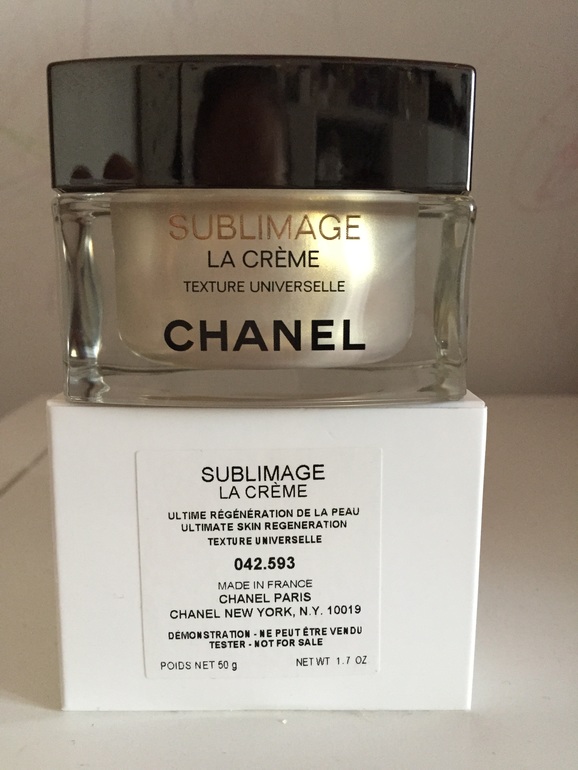 SUBLIMAGE
LA CRÈME
TEXTURE UNIVERSELLE
CHANEL
SUBLIMAGE
LA CRÈME
ULTIME RÉGÉNÉRATION DE LA PEAU
ULTIMATE SKIN REGENERATION
TEXTURE UNIVERSELLE
042.593
MADE IN FRANCE
CHANEL PARIS
CHANEL NEW YORK, N.Y. 10019
DÉMONSTRATION - NE PEUT ÊTRE VENDU
TESTER - NOT FOR SALE
POIDS NET 50 g NET WT 1.7 OZ